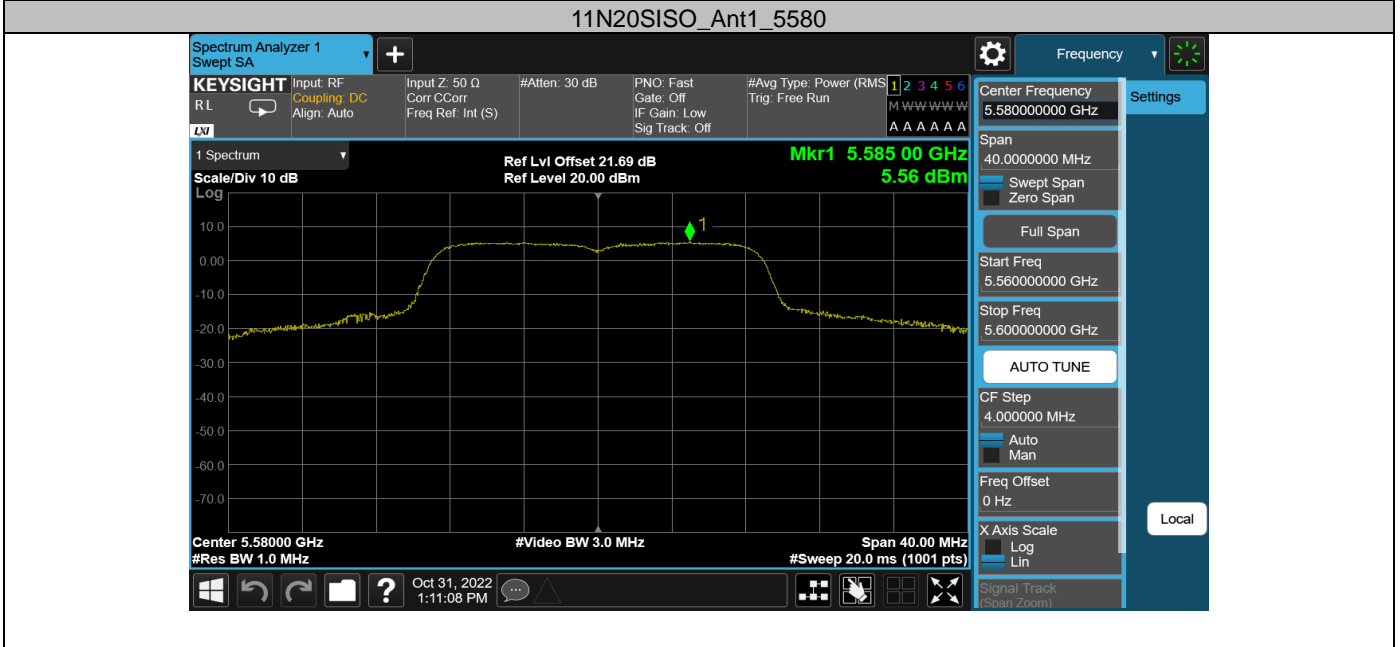 11N20SISO_Ant1_5580
Spectrum Analyzer 1
Swept SA
Frequency
KEYSIGHT
Input: RF
Input Z: 50 Ω
#Atten: 30 dB
PNO: Fast
#Avg Type: Power (RMS
1 2 3 4 5 6
R L
Coupling: DC
Corr CCorr
Gate: Off
Trig: Free Run
M W W W W W
Align: Auto
Freq Ref: Int (S)
IF Gain: Low
LXI
Sig Track: Off
A A A A A A
1 Spectrum
Ref Lvl Offset 21.69 dB
Mkr1 5.585 00 GHz
Scale/Div 10 dB
Ref Level 20.00 dBm
5.56 dBm
Log
1
10.0
0.00
-10.0
-20.0
-30.0
-40.0
-50.0
-60.0
-70.0
Center 5.58000 GHz
#Video BW 3.0 MHz
Span 40.00 MHz
#Res BW 1.0 MHz
#Sweep 20.0 ms (1001 pts)
Center Frequency
5.580000000 GHz
Settings
Span
40.0000000 MHz
Swept Span
Zero Span
Full Span
Start Freq
5.560000000 GHz
Stop Freq
5.600000000 GHz
AUTO TUNE
CF Step
4.000000 MHz
Auto
Man
Freq Offset
0 Hz
X Axis Scale
Log
Lin
Signal Track
(Span Zoom)
Local
?
Oct 31, 2022
1:11:08 PM